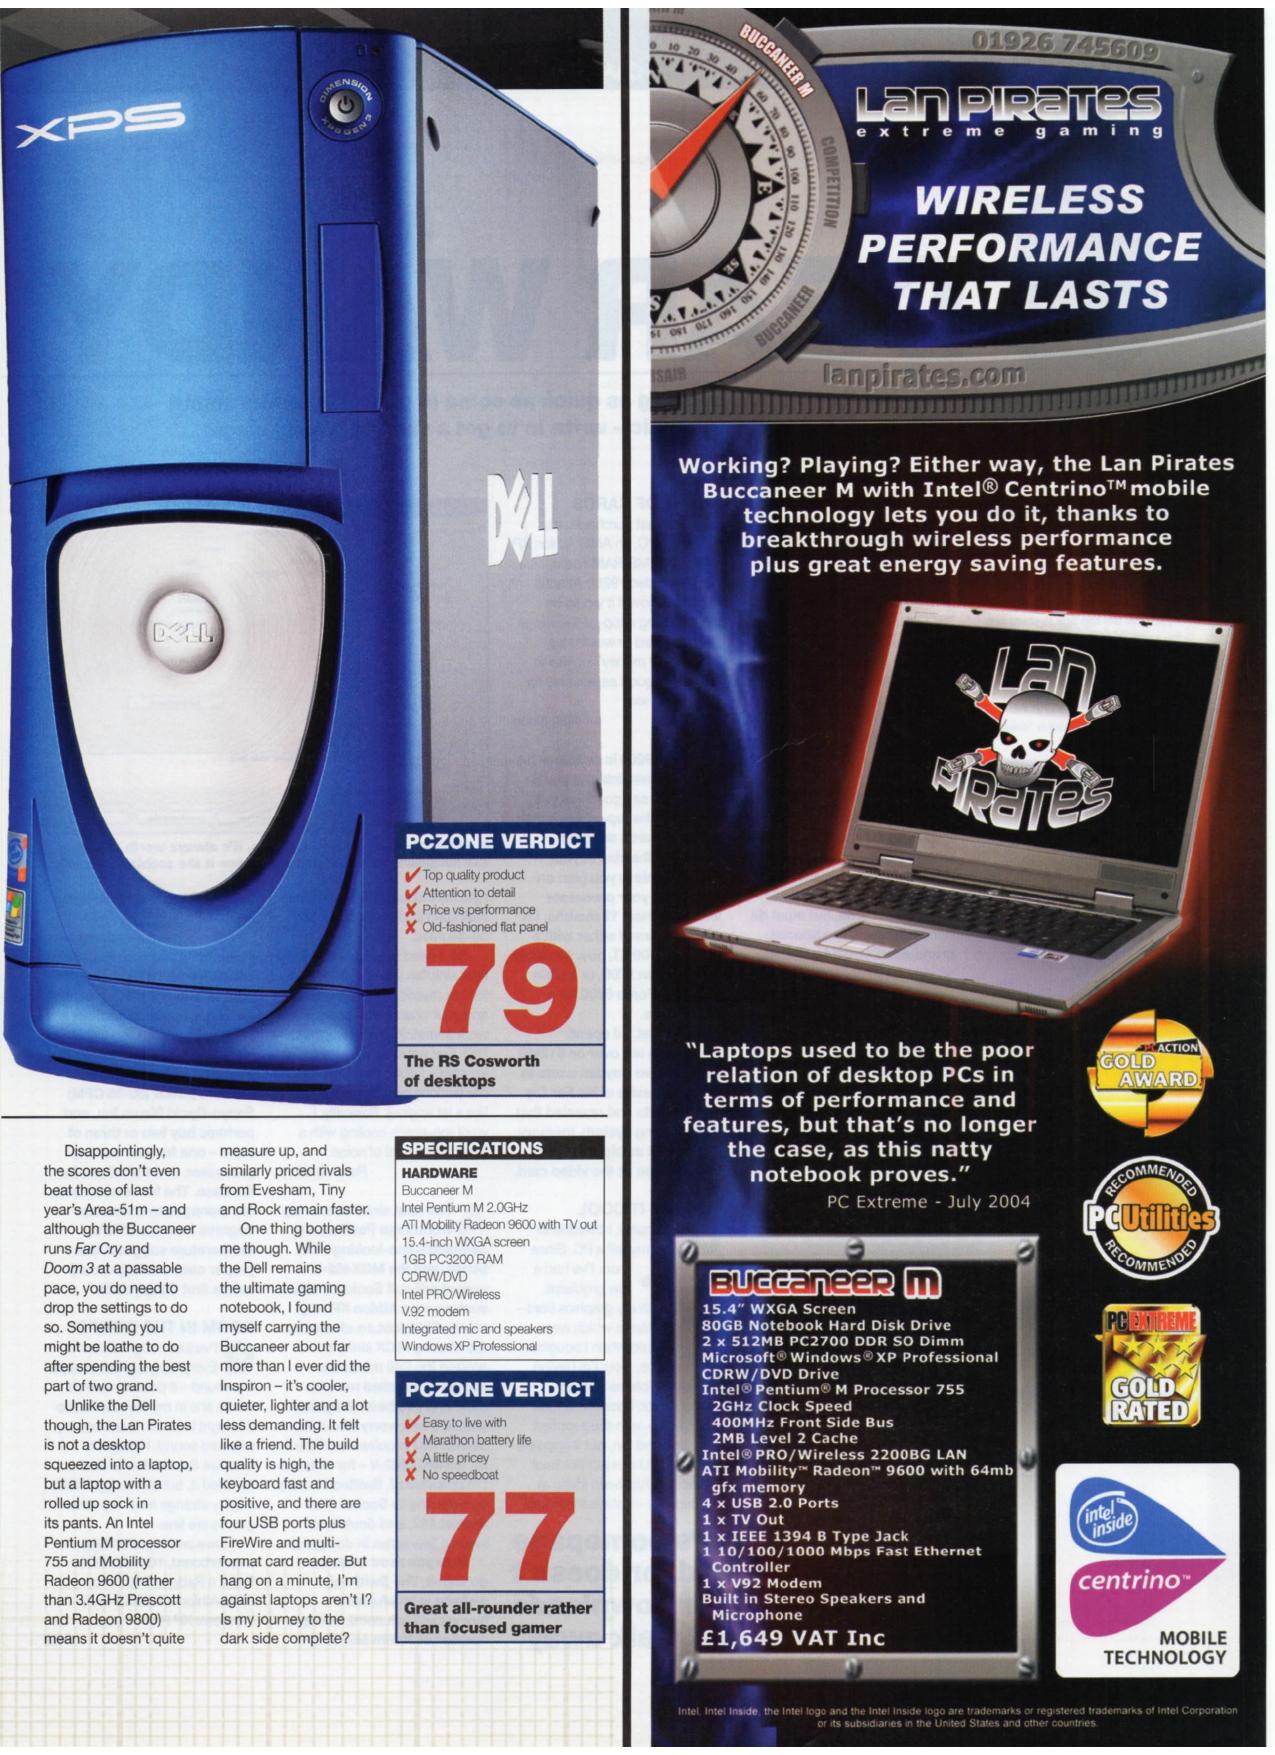 XPS
DIMENSION
XPS GEN 3
DELL
DELL
PCZONE VERDICT
✔ Top quality product
✔ Attention to detail
✘ Price vs performance
✘ Old-fashioned flat panel
79
The RS Cosworth
of desktops
Disappointingly,
the scores don't even
beat those of last
year's Area-51m – and
although the Buccaneer
runs Far Cry and
Doom 3 at a passable
pace, you do need to
drop the settings to do
so. Something you
might be loathe to do
after spending the best
part of two grand.
Unlike the Dell
though, the Lan Pirates
is not a desktop
squeezed into a laptop,
but a laptop with a
rolled up sock in
its pants. An Intel
Pentium M processor
755 and Mobility
Radeon 9600 (rather
than 3.4GHz Prescott
and Radeon 9800)
means it doesn't quite
measure up, and
similarly priced rivals
from Evesham, Tiny
and Rock remain faster.
One thing bothers
me though. While
the Dell remains
the ultimate gaming
notebook, I found
myself carrying the
Buccaneer about far
more than I ever did the
Inspiron – it's cooler,
quieter, lighter and a lot
less demanding. It felt
like a friend. The build
quality is high, the
keyboard fast and
positive, and there are
four USB ports plus
FireWire and multi-
format card reader. But
hang on a minute, I'm
against laptops aren't I?
Is my journey to the
dark side complete?
SPECIFICATIONS
HARDWARE
Buccaneer M
Intel Pentium M 2.0GHz
ATI Mobility Radeon 9600 with TV out
15.4-inch WXGA screen
1GB PC3200 RAM
CDRW/DVD
Intel PRO/Wireless
V.92 modem
Integrated mic and speakers
Windows XP Professional
PCZONE VERDICT
✔ Easy to live with
✔ Marathon battery life
✘ A little pricey
✘ No speedboat
77
Great all-rounder rather
than focused gamer
01926 745609
BUCCANEER M
COMPETITION
BUCCANEER
LAN PIRATES
extreme gaming
WIRELESS
PERFORMANCE
THAT LASTS
lanpirates.com
Working? Playing? Either way, the Lan Pirates
Buccaneer M with Intel® Centrino™ mobile
technology lets you do it, thanks to
breakthrough wireless performance
plus great energy saving features.
LAN
PIRATES
"Laptops used to be the poor
relation of desktop PCs in
terms of performance and
features, but that's no longer
the case, as this natty
notebook proves."
PC Extreme - July 2004
PC ACTION
GOLD
AWARD
RECOMMENDED
PCUtilities
RECOMMENDED
PC EXTREME
GOLD
RATED
BUCCANEER M
15.4" WXGA Screen
80GB Notebook Hard Disk Drive
2 x 512MB PC2700 DDR SO Dimm
Microsoft® Windows® XP Professional
CDRW/DVD Drive
Intel® Pentium® M Processor 755
2GHz Clock Speed
400MHz Front Side Bus
2MB Level 2 Cache
Intel® PRO/Wireless 2200BG LAN
ATI Mobility™ Radeon™ 9600 with 64mb
gfx memory
4 x USB 2.0 Ports
1 x TV Out
1 x IEEE 1394 B Type Jack
1 10/100/1000 Mbps Fast Ethernet
Controller
1 x V92 Modem
Built in Stereo Speakers and
Microphone
£1,649 VAT Inc
intel
inside
centrino™
MOBILE
TECHNOLOGY
Intel, Intel Inside, the Intel logo and the Intel Inside logo are trademarks or registered trademarks of Intel Corporation
or its subsidiaries in the United States and other countries.